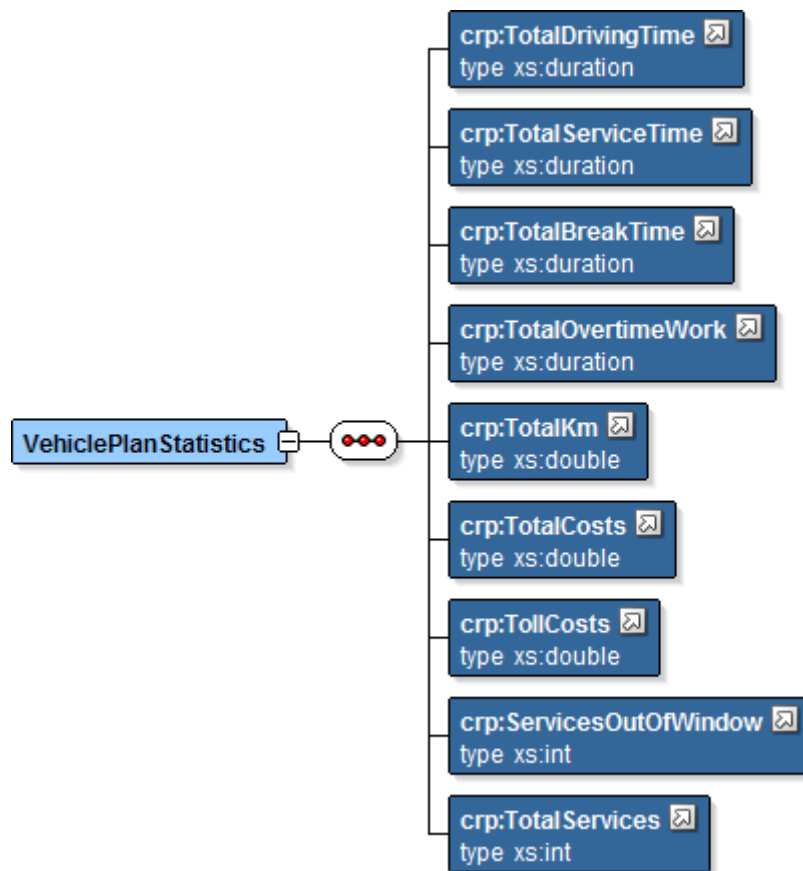 crp:TotalDrivingTime
type xs:duration
crp:TotalServiceTime
type xs:duration
crp:TotalBreakTime
type xs:duration
crp:TotalOvertimeWork
type xs:duration
VehiclePlanStatistics
crp:TotalKm
type xs:double
crp:TotalCosts
type xs:double
crp:TollCosts
type xs:double
crp:ServicesOutOfWindow
type xs:int
crp:TotalServices
type xs:int